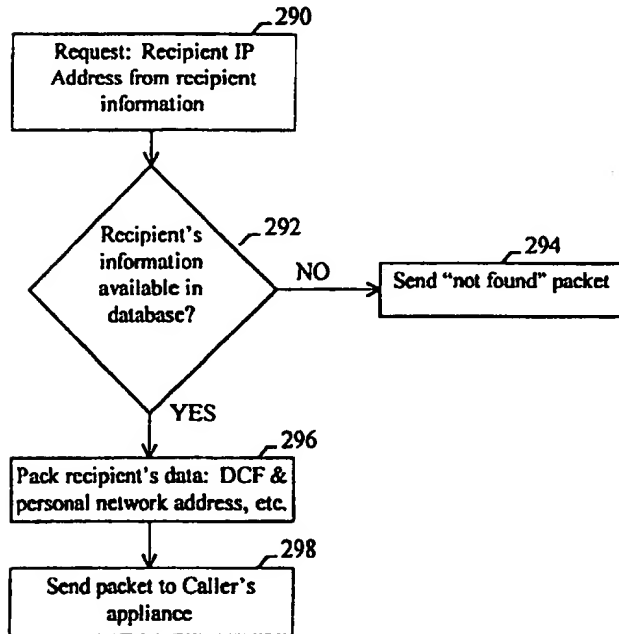 290
Request: Recipient IP
Address from recipient
information
292
Recipient's
information
available in
database?
NO
294
Send "not found" packet
YES
296
Pack recipient's data: DCF &
personal network address, etc.
298
Send packet to Caller's
appliance